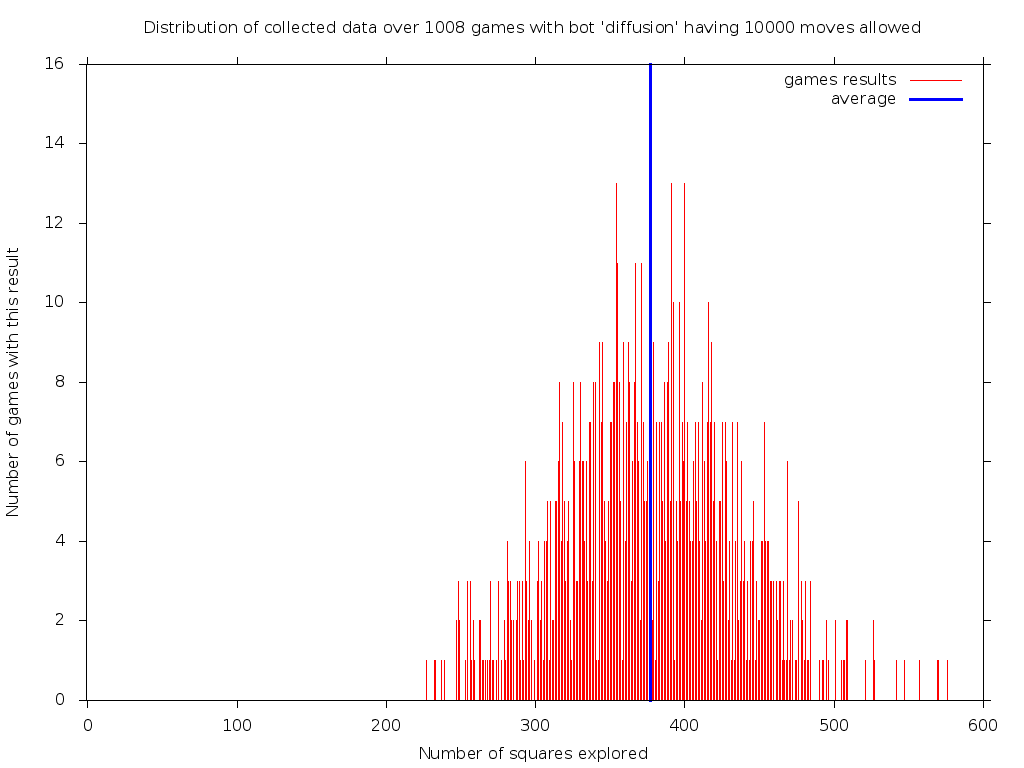 Distribution of collected data over 1008 games with bot 'diffusion' having 10000 moves allowed
games results
average
16
14
12
10
8
6
4
2
0
Number of games with this result
0 100 200 300 400 500 600
Number of squares explored